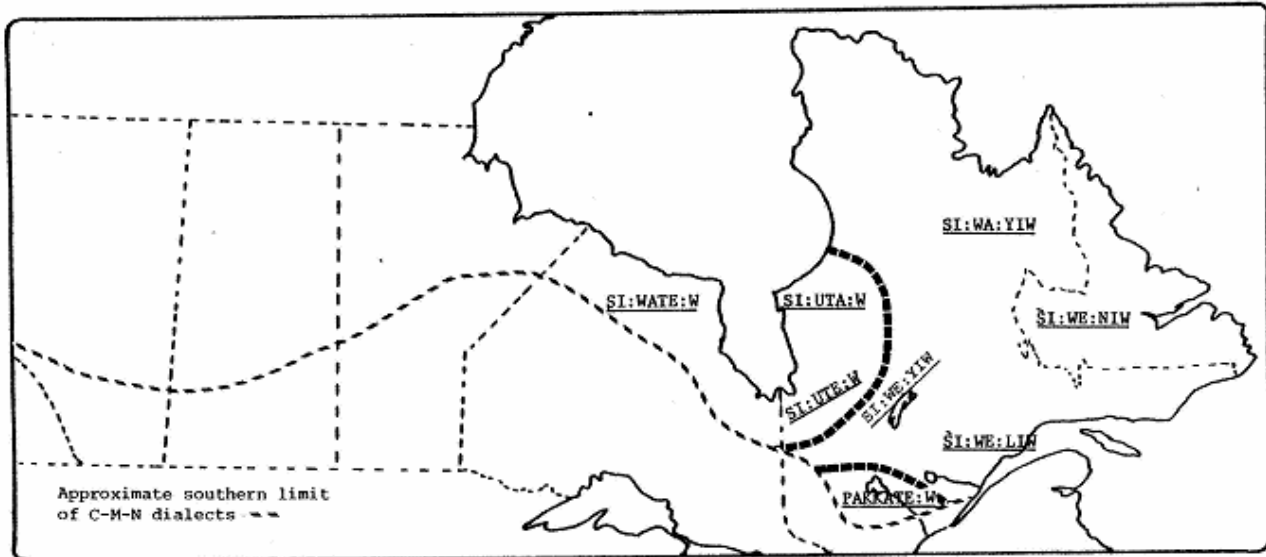 SI:WA:YIW
SI:WATE:W
SI:UTA:W
ŠI:WE:NIW
SI:UTE:W
SI:WE:YIW
ŠI:WE:LIW
PAKKATE:W
Approximate southern limit
of C-M-N dialects